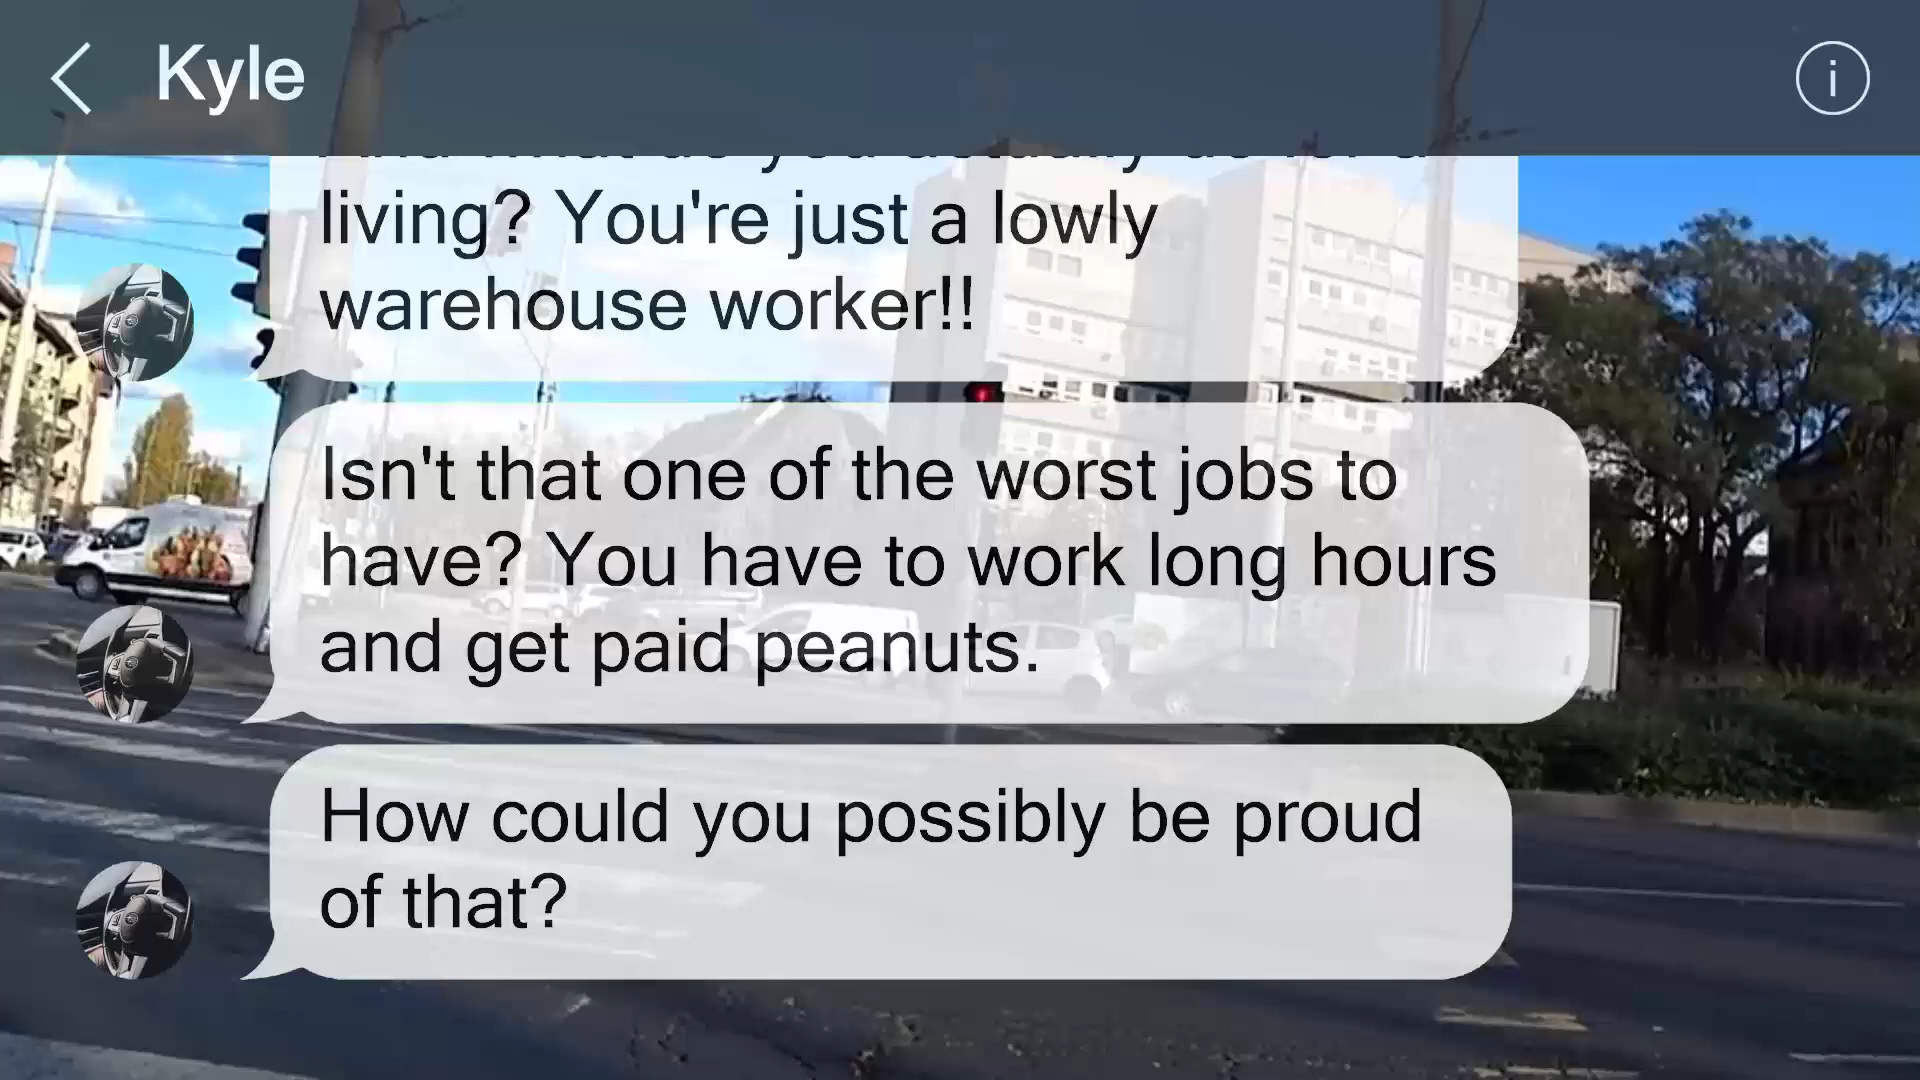 Kyle
living? You're just a lowly
warehouse worker!!
Isn't that one of the worst jobs to
have? You have to work long hours
and get paid peanuts.
How could you possibly be proud
of that?